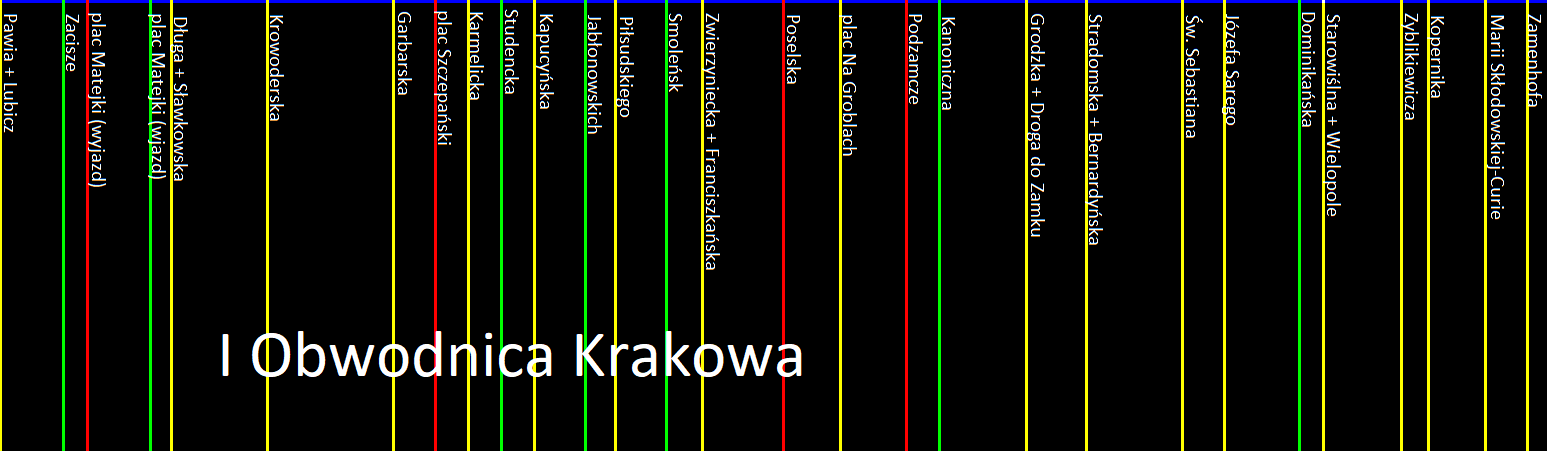 Pawia + Lubicz
Zacisze
plac Matejki (wyjazd)
plac Matejki (wjazd)
Długa + Sławkowska
Krowoderska
Garbarska
plac Szczepański
Karmelicka
Studencka
Kapucyńska
Jabłonowskich
Piłsudskiego
Smoleńsk
Zwierzyniecka + Franciszkańska
Poselska
plac Na Groblach
Podzamcze
Kanoniczna
Grodzka + Droga do Zamku
Stradomska + Bernardyńska
Św. Sebastiana
Józefa Sarego
Dominikańska
Starowiślna + Wielopole
Zyblikiewicza
Kopernika
Marii Skłodowskiej-Curie
Zamenhofa
I Obwodnica Krakowa